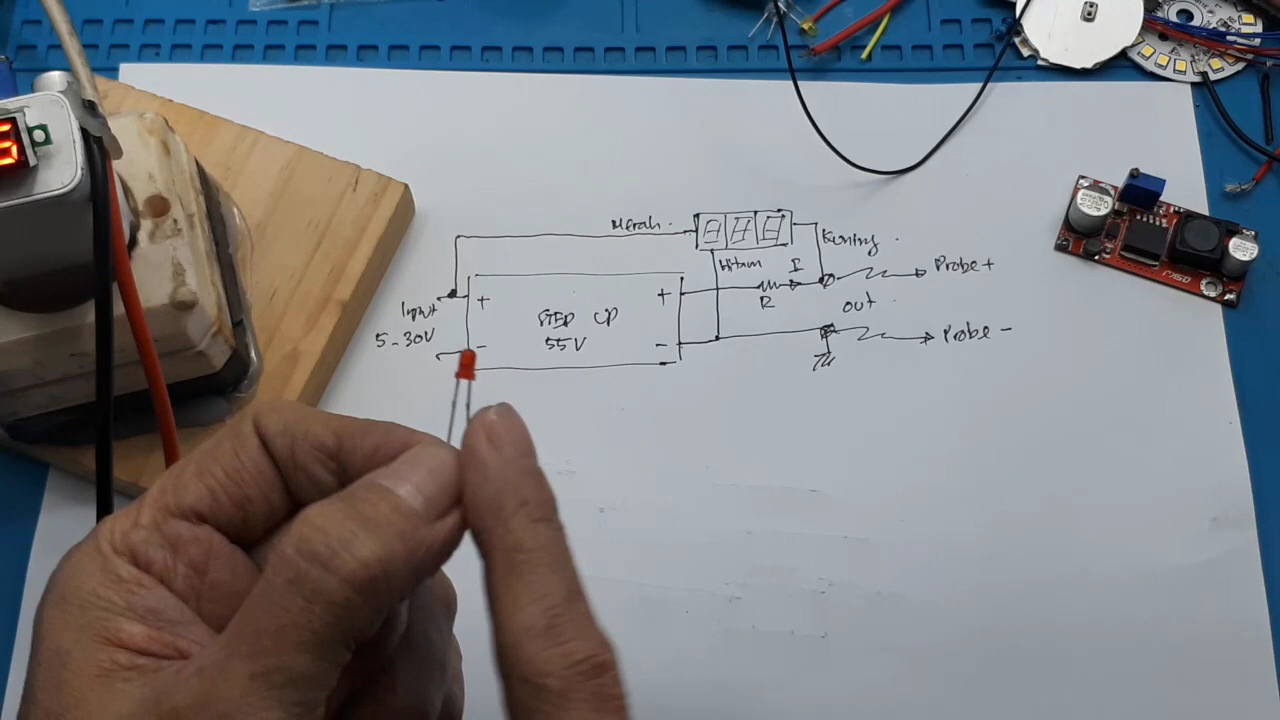 Merah.
Kuning.
Hitam
I
Probe+
Input
+
+
R
out
5-30V
STEP UP
Probe-
-
55V
-